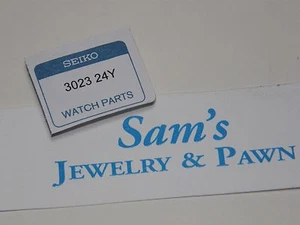 SEIKO
3023 24Y
WATCH PARTS
Sam's
JEWELRY & PAWN